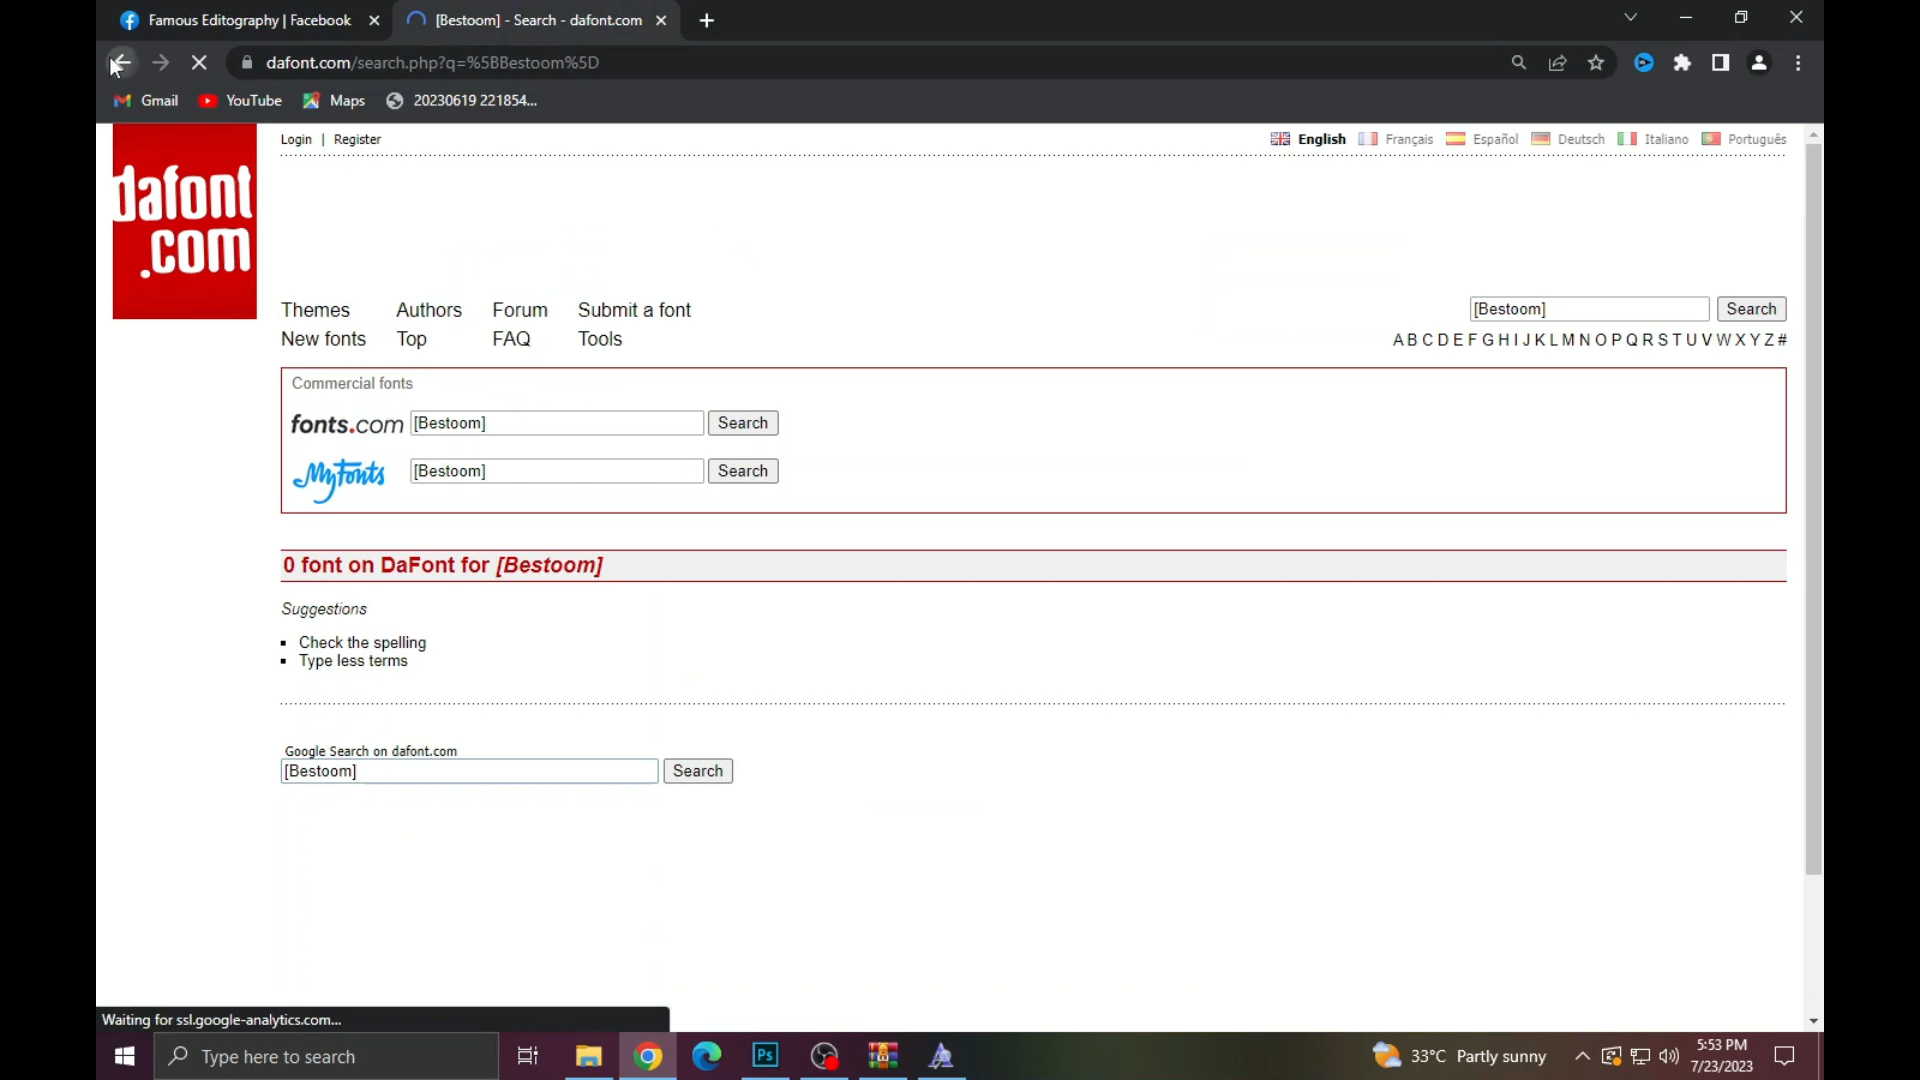 Famous Editography | Facebook
[Bestoom] - Search - dafont.com
dafont.com/search.php?q=%5BBestoom%5D
Gmail
YouTube
Maps
20230619 221854...
dafont
.com
Login | Register
English
Français
Español
Deutsch
Italiano
Português
Themes
Authors
Forum
Submit a font
New fonts
Top
FAQ
Tools
[Bestoom]
Search
A B C D E F G H I J K L M N O P Q R S T U V W X Y Z #
Commercial fonts
fonts.com
[Bestoom]
Search
MyFonts
[Bestoom]
Search
0 font on DaFont for [Bestoom]
Suggestions
Check the spelling
Type less terms
Google Search on dafont.com
[Bestoom]
Search
Waiting for ssl.google-analytics.com...
Type here to search
Ps
33°C Partly sunny
5:53 PM
7/23/2023